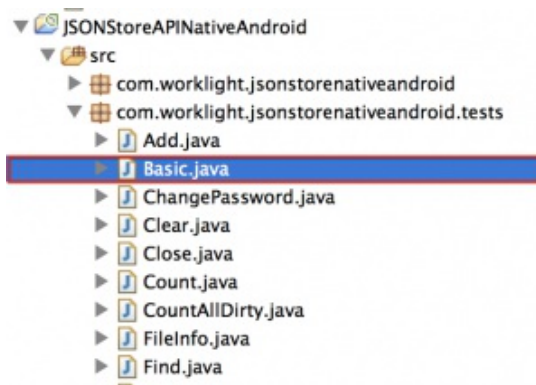 JSONStoreAPINativeAndroid
src
com.worklight.jsonstorenativeandroid
com.worklight.jsonstorenativeandroid.tests
Add.java
Basic.java
ChangePassword.java
Clear.java
Close.java
Count.java
CountAllDirty.java
FileInfo.java
Find.java